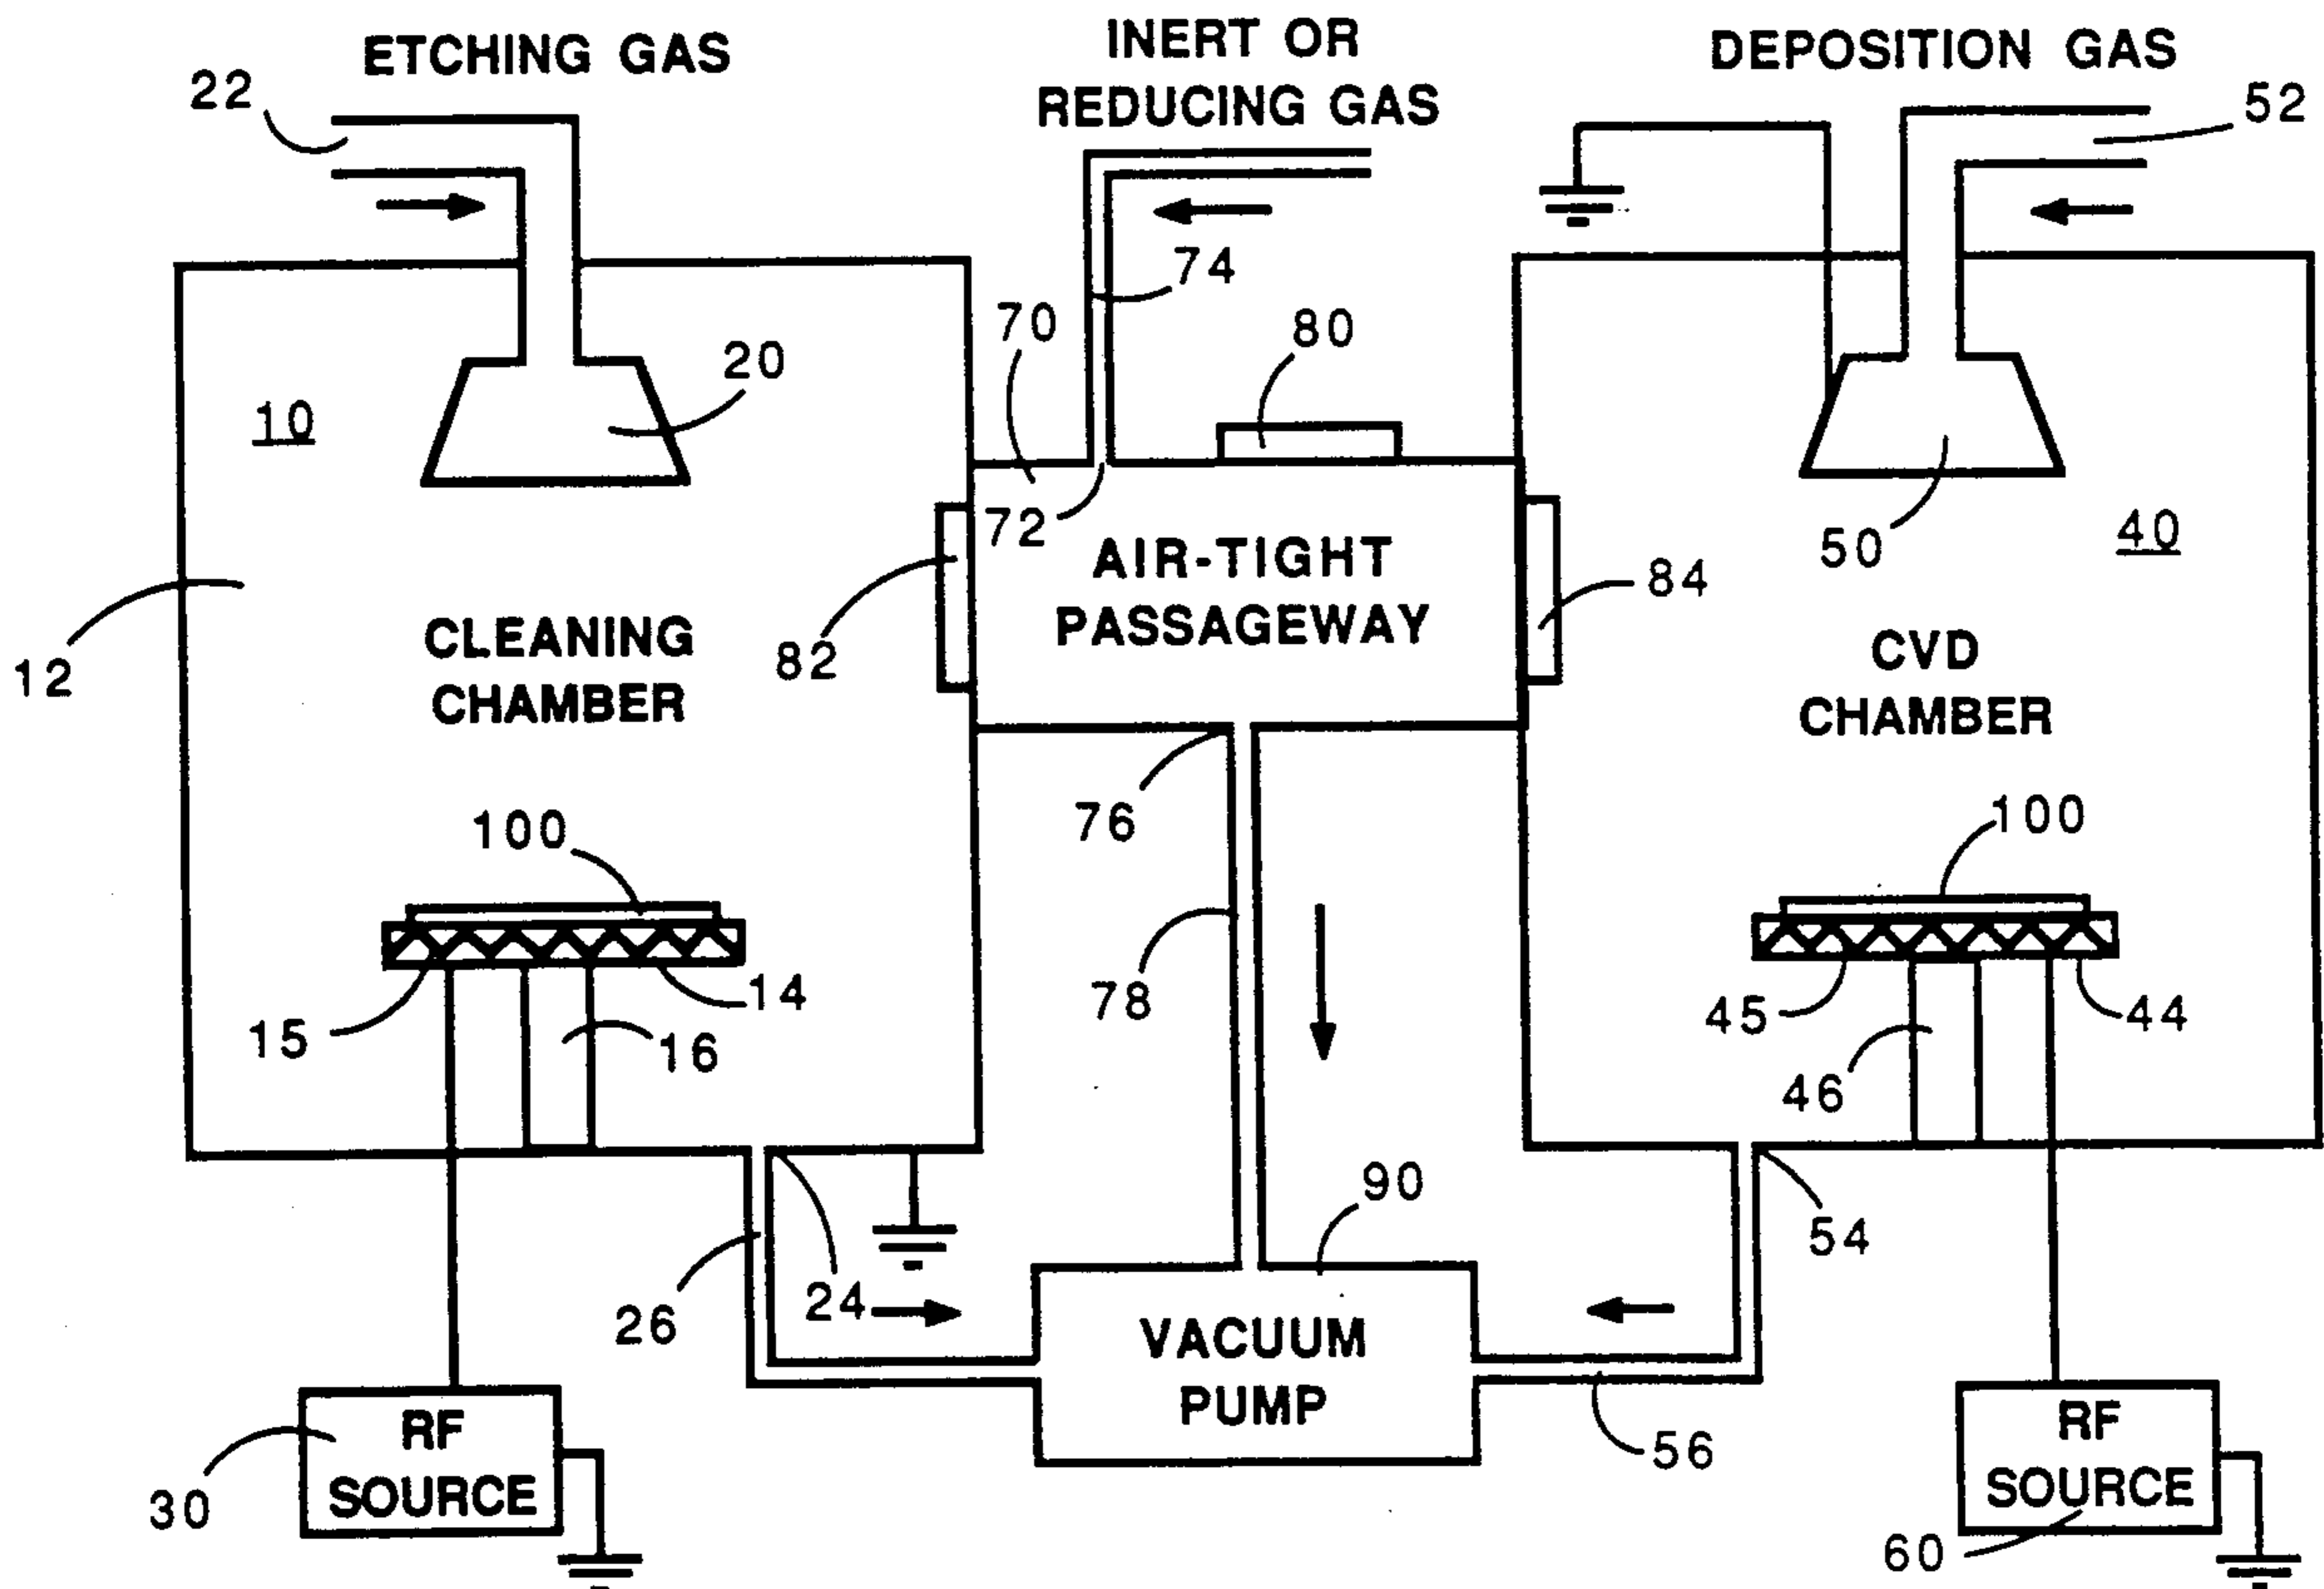 ETCHING GAS
INERT OR
REDUCING GAS
DEPOSITION GAS
22
52
74
70
80
20
10
72
50
40
AIR-TIGHT
PASSAGEWAY
84
82
12
CLEANING
CHAMBER
CVD
CHAMBER
76
100
100
78
14
15
16
45
44
46
90
54
24
26
VACUUM
PUMP
56
RF
SOURCE
30
RF
SOURCE
60